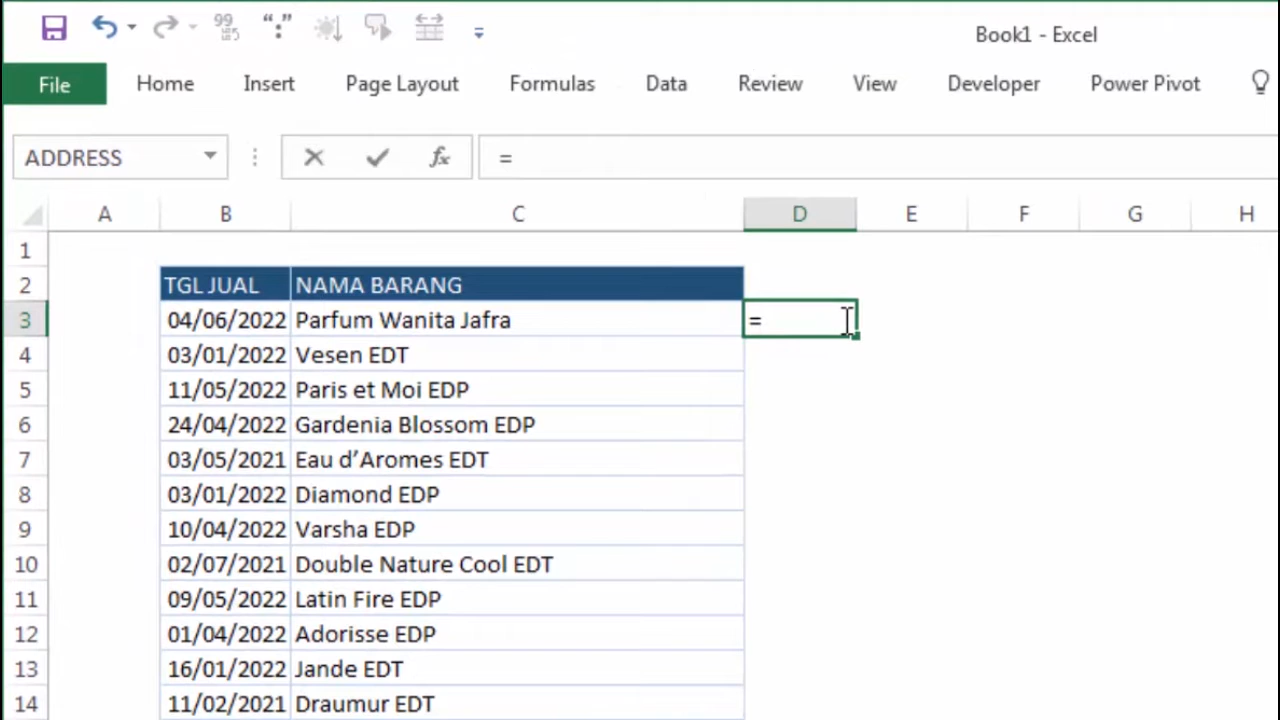 Book1 - Excel
File Home Insert Page Layout Formulas Data Review View Developer Power Pivot
ADDRESS fx =
A B C D E F G H
1
2 TGL JUAL NAMA BARANG
3 04/06/2022 Parfum Wanita Jafra =
4 03/01/2022 Vesen EDT
5 11/05/2022 Paris et Moi EDP
6 24/04/2022 Gardenia Blossom EDP
7 03/05/2021 Eau d’Aromes EDT
8 03/01/2022 Diamond EDP
9 10/04/2022 Varsha EDP
10 02/07/2021 Double Nature Cool EDT
11 09/05/2022 Latin Fire EDP
12 01/04/2022 Adorisse EDP
13 16/01/2022 Jande EDT
14 11/02/2021 Draumur EDT